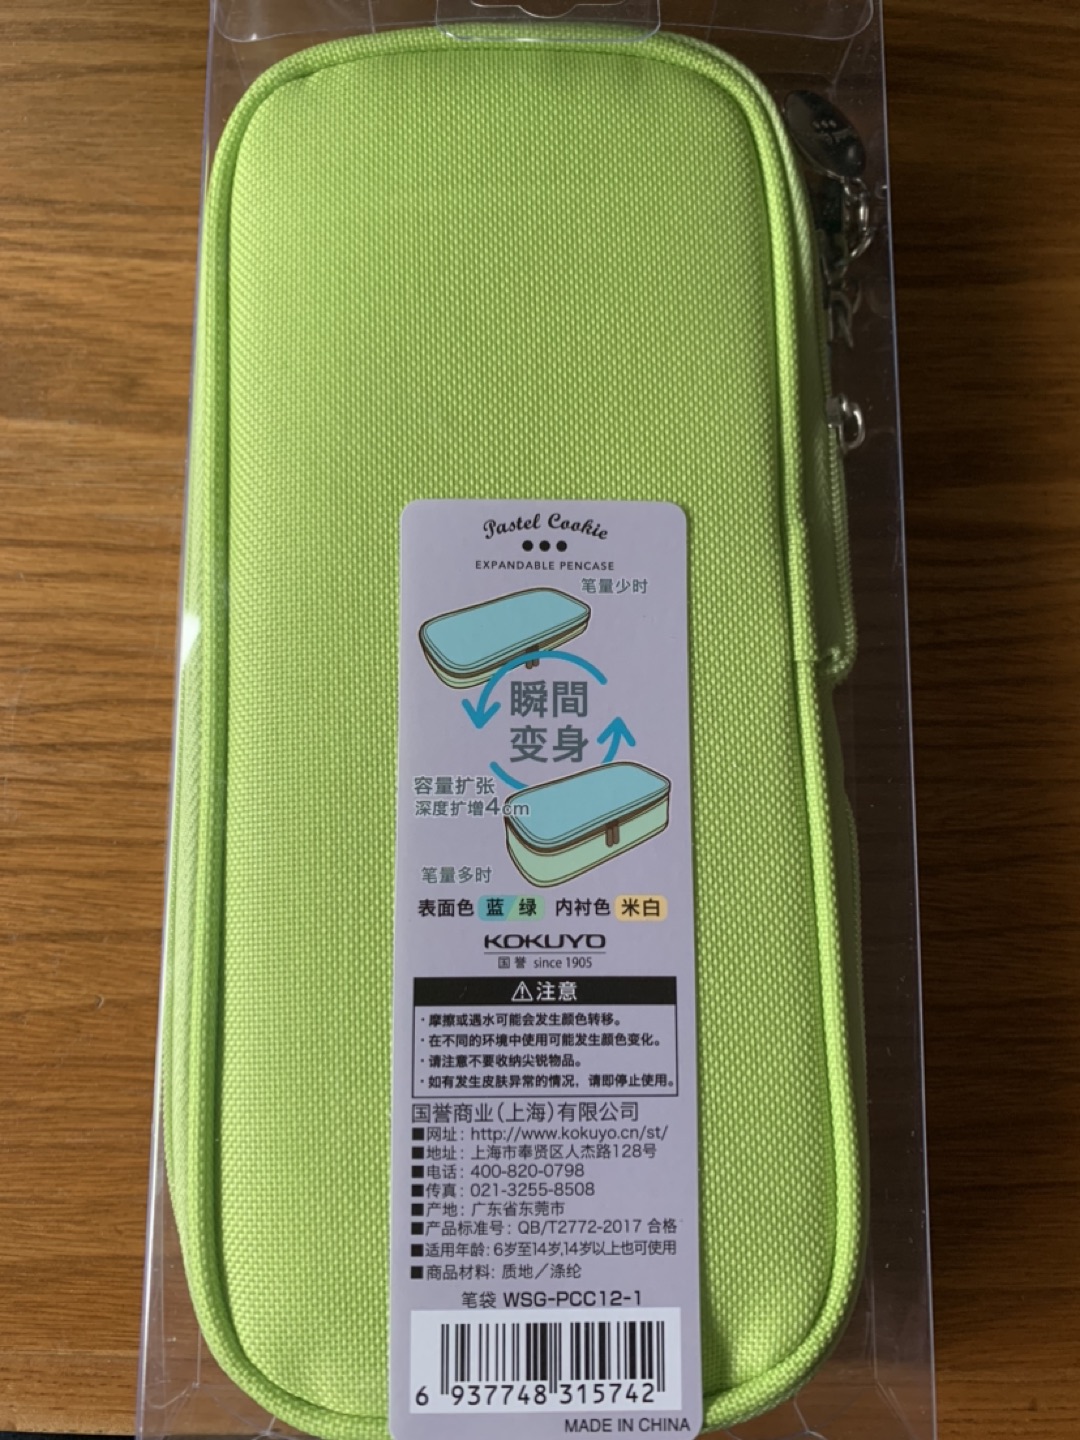 Pastel Cookie
EXPANDABLE PENCASE
笔量少时
瞬間
变身
容量扩张
深度扩增4cm
笔量多时
表面色 蓝/绿 内衬色 米白
KOKUYO
国誉 since 1905
⚠注意
·摩擦或遇水可能会发生颜色转移。
·在不同的环境中使用可能发生颜色变化。
·请注意不要收纳尖锐物品。
·如有发生皮肤异常的情况，请即停止使用。
国誉商业(上海)有限公司
■网址: http://www.kokuyo.cn/st/
■地址: 上海市奉贤区人杰路128号
■电话: 400-820-0798
■传真: 021-3255-8508
■产地: 广东省东莞市
■产品标准号: QB/T2772-2017 合格
■适用年龄: 6岁至14岁,14岁以上也可使用
■商品材料: 质地／涤纶
笔袋 WSG-PCC12-1
6 937748 315742
MADE IN CHINA